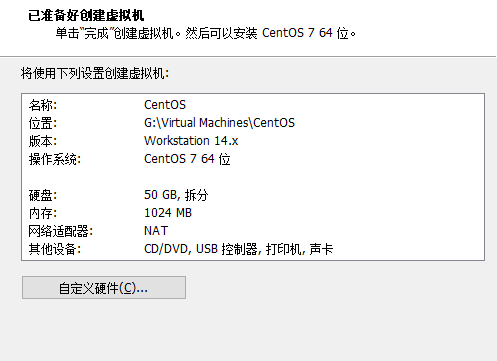 已准备好创建虚拟机
单击"完成"创建虚拟机。然后可以安装 CentOS 7 64 位。
将使用下列设置创建虚拟机:
名称: CentOS
位置: G:\Virtual Machines\CentOS
版本: Workstation 14.x
操作系统: CentOS 7 64 位
硬盘: 50 GB, 拆分
内存: 1024 MB
网络适配器: NAT
其他设备: CD/DVD, USB 控制器, 打印机, 声卡
自定义硬件(C)...